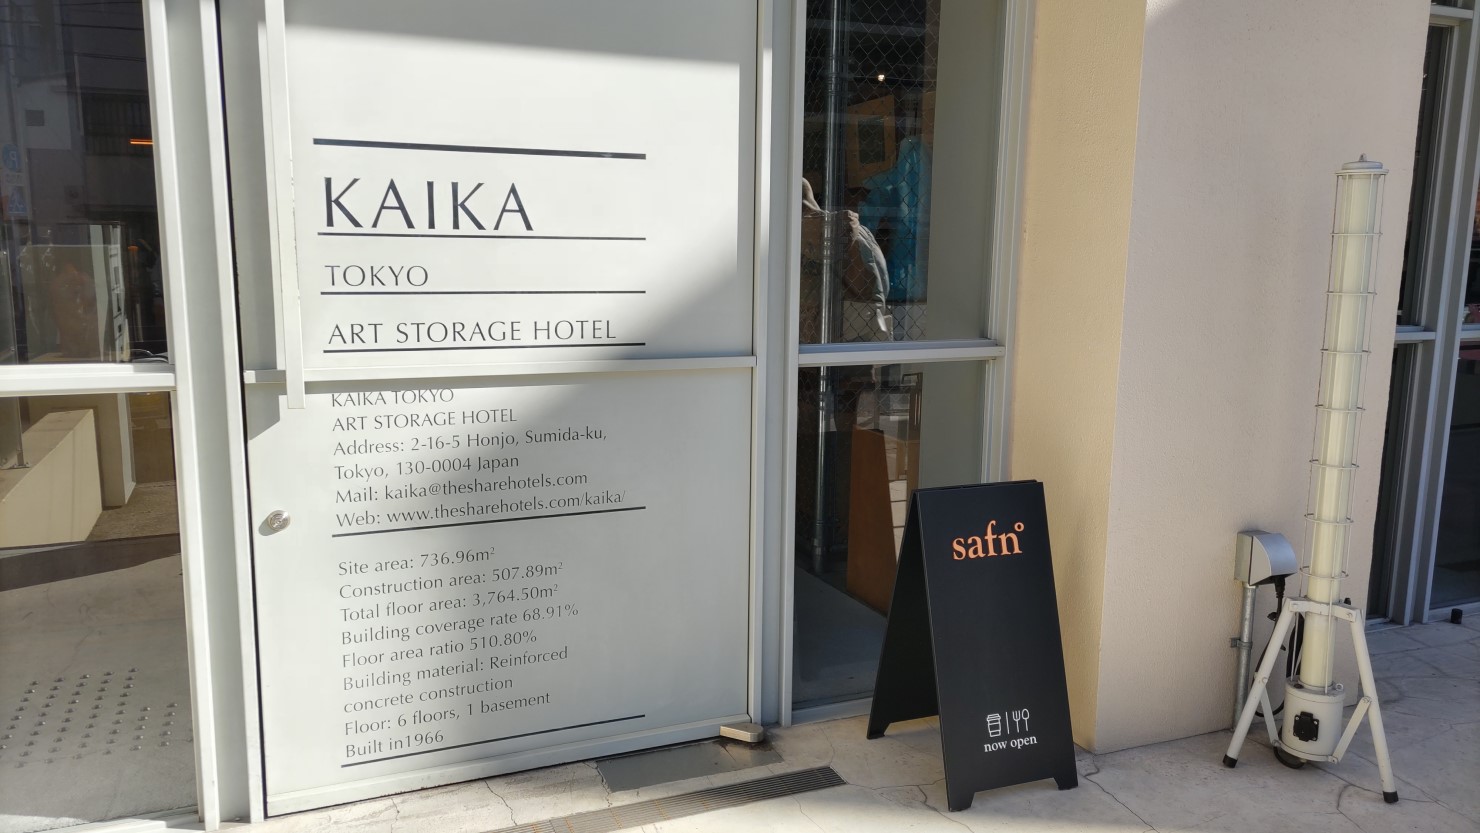 KAIKA
TOKYO
ART STORAGE HOTEL
KAIKA TOKYO
ART STORAGE HOTEL
Address: 2-16-5 Honjo, Sumida-ku,
Tokyo, 130-0004 Japan
Mail: kaika@thesharehotels.com
Web: www.thesharehotels.com/kaika/
Site area: 736.96m²
Construction area: 507.89m²
Total floor area: 3,764.50m²
Building coverage rate 68.91%
Floor area ratio 510.80%
Building material: Reinforced
concrete construction
Floor: 6 floors, 1 basement
Built in1966
safn°
now open